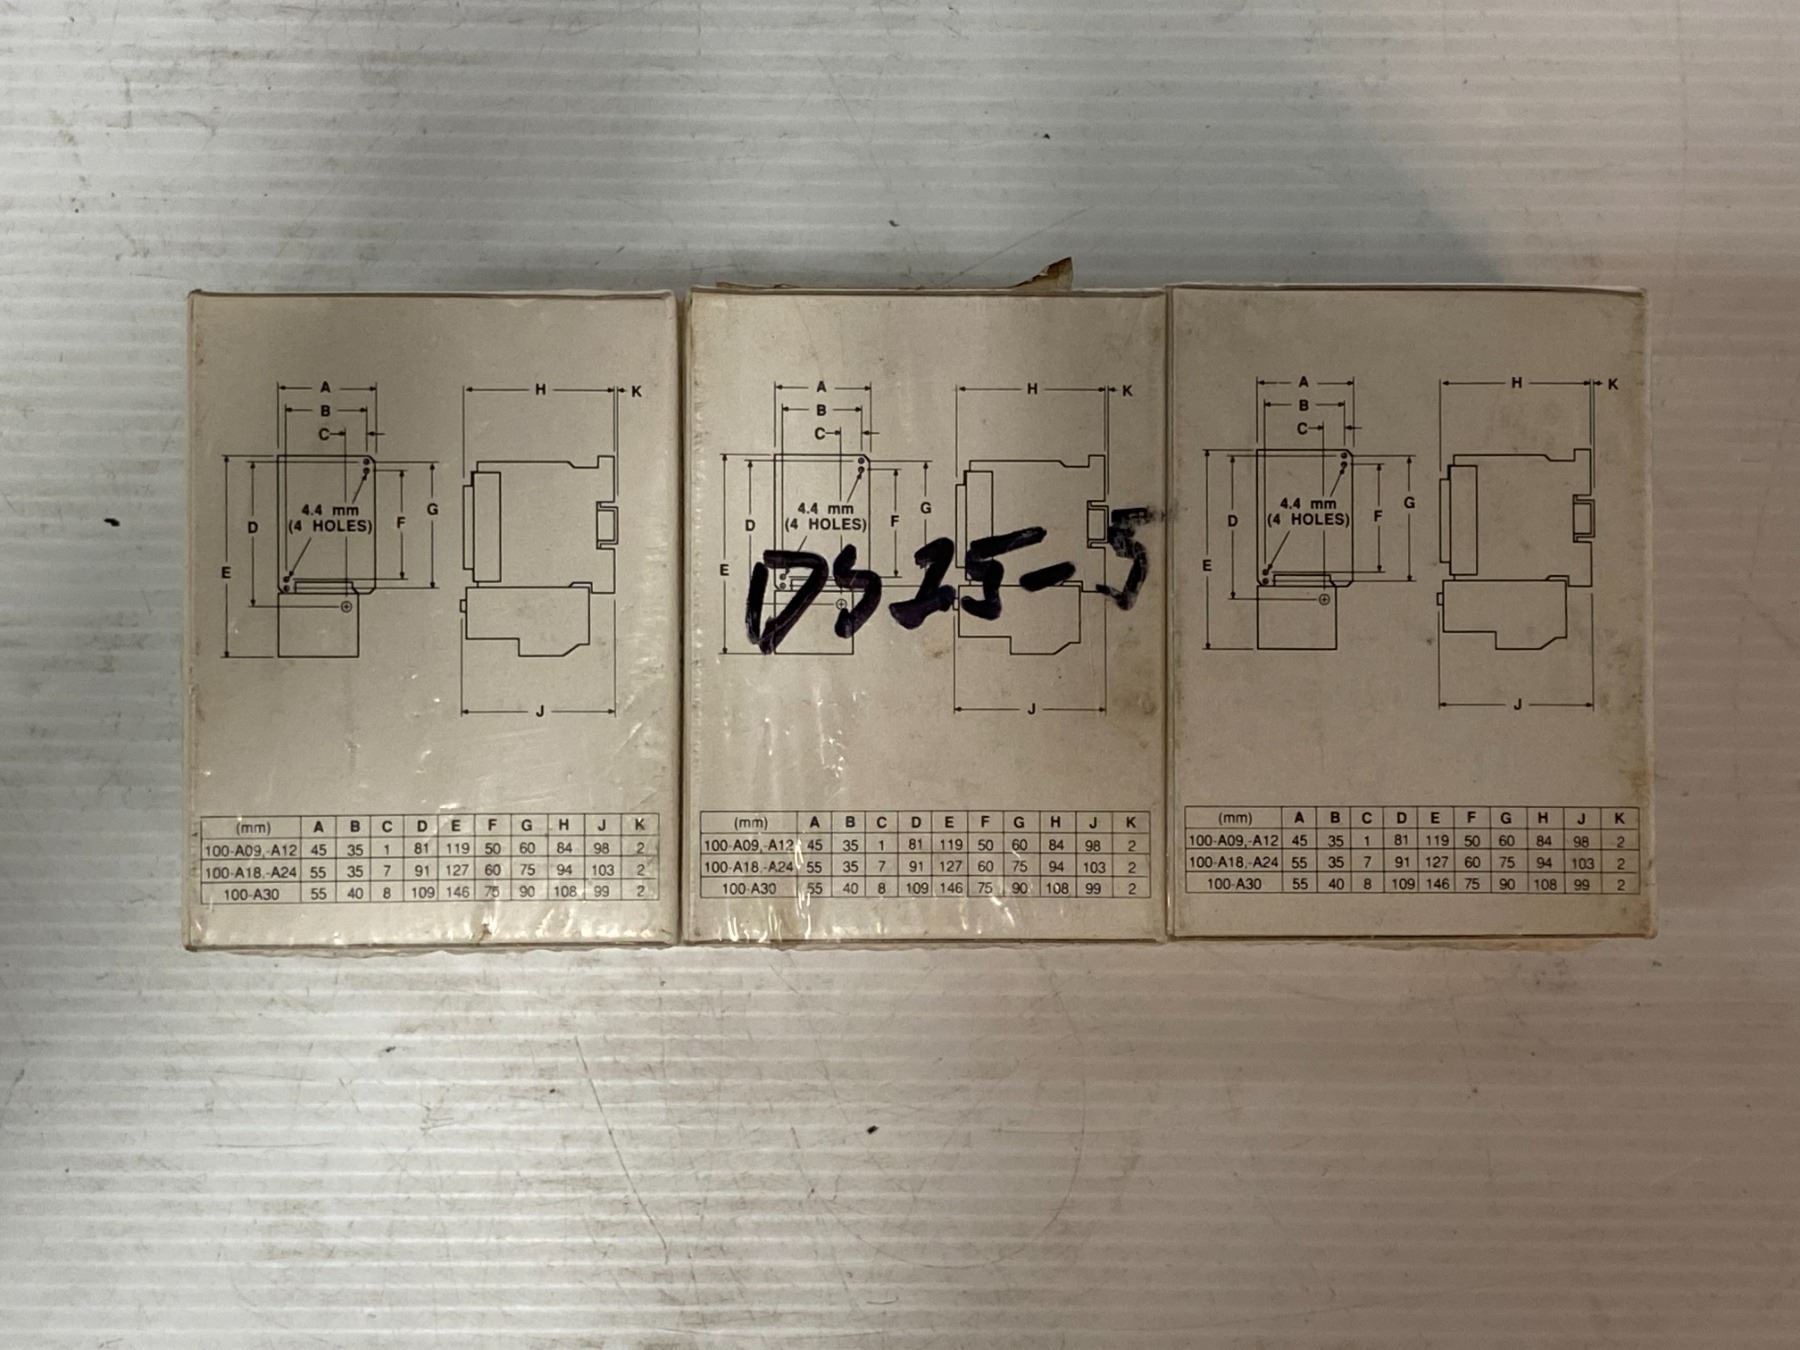 A
B
C
D
E
F
G
4.4 mm
(4 HOLES)
H
K
J
(mm) A B C D E F G H J K
100-A09,-A12 45 35 1 81 119 50 60 84 98 2
100-A18,-A24 55 35 7 91 127 60 75 94 103 2
100-A30 55 40 8 109 146 75 90 108 99 2
A
B
C
D
E
F
G
4.4 mm
(4 HOLES)
H
K
J
DS25-5
(mm) A B C D E F G H J K
100-A09,-A12 45 35 1 81 119 50 60 84 98 2
100-A18,-A24 55 35 7 91 127 60 75 94 103 2
100-A30 55 40 8 109 146 75 90 108 99 2
A
B
C
D
E
F
G
4.4 mm
(4 HOLES)
H
K
J
(mm) A B C D E F G H J K
100-A09,-A12 45 35 1 81 119 50 60 84 98 2
100-A18,-A24 55 35 7 91 127 60 75 94 103 2
100-A30 55 40 8 109 146 75 90 108 99 2